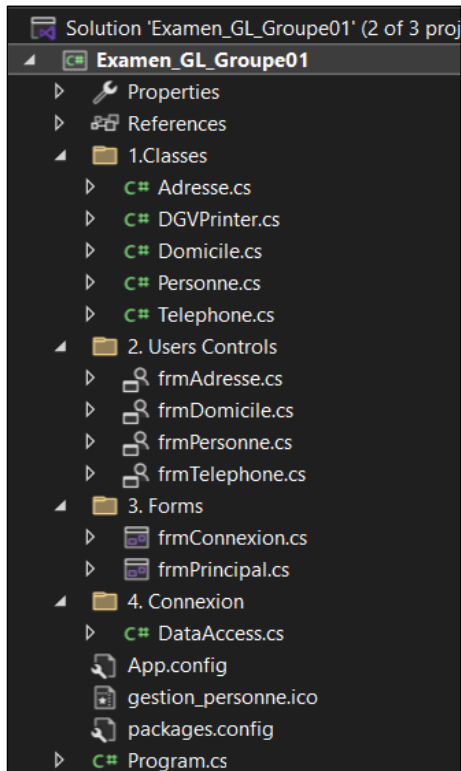 Solution 'Examen_GL_Groupe01' (2 of 3 proj
C# Examen_GL_Groupe01
Properties
References
1.Classes
C# Adresse.cs
C# DGVPrinter.cs
C# Domicile.cs
C# Personne.cs
C# Telephone.cs
2. Users Controls
frmAdresse.cs
frmDomicile.cs
frmPersonne.cs
frmTelephone.cs
3. Forms
frmConnexion.cs
frmPrincipal.cs
4. Connexion
C# DataAccess.cs
App.config
gestion_personne.ico
packages.config
C# Program.cs